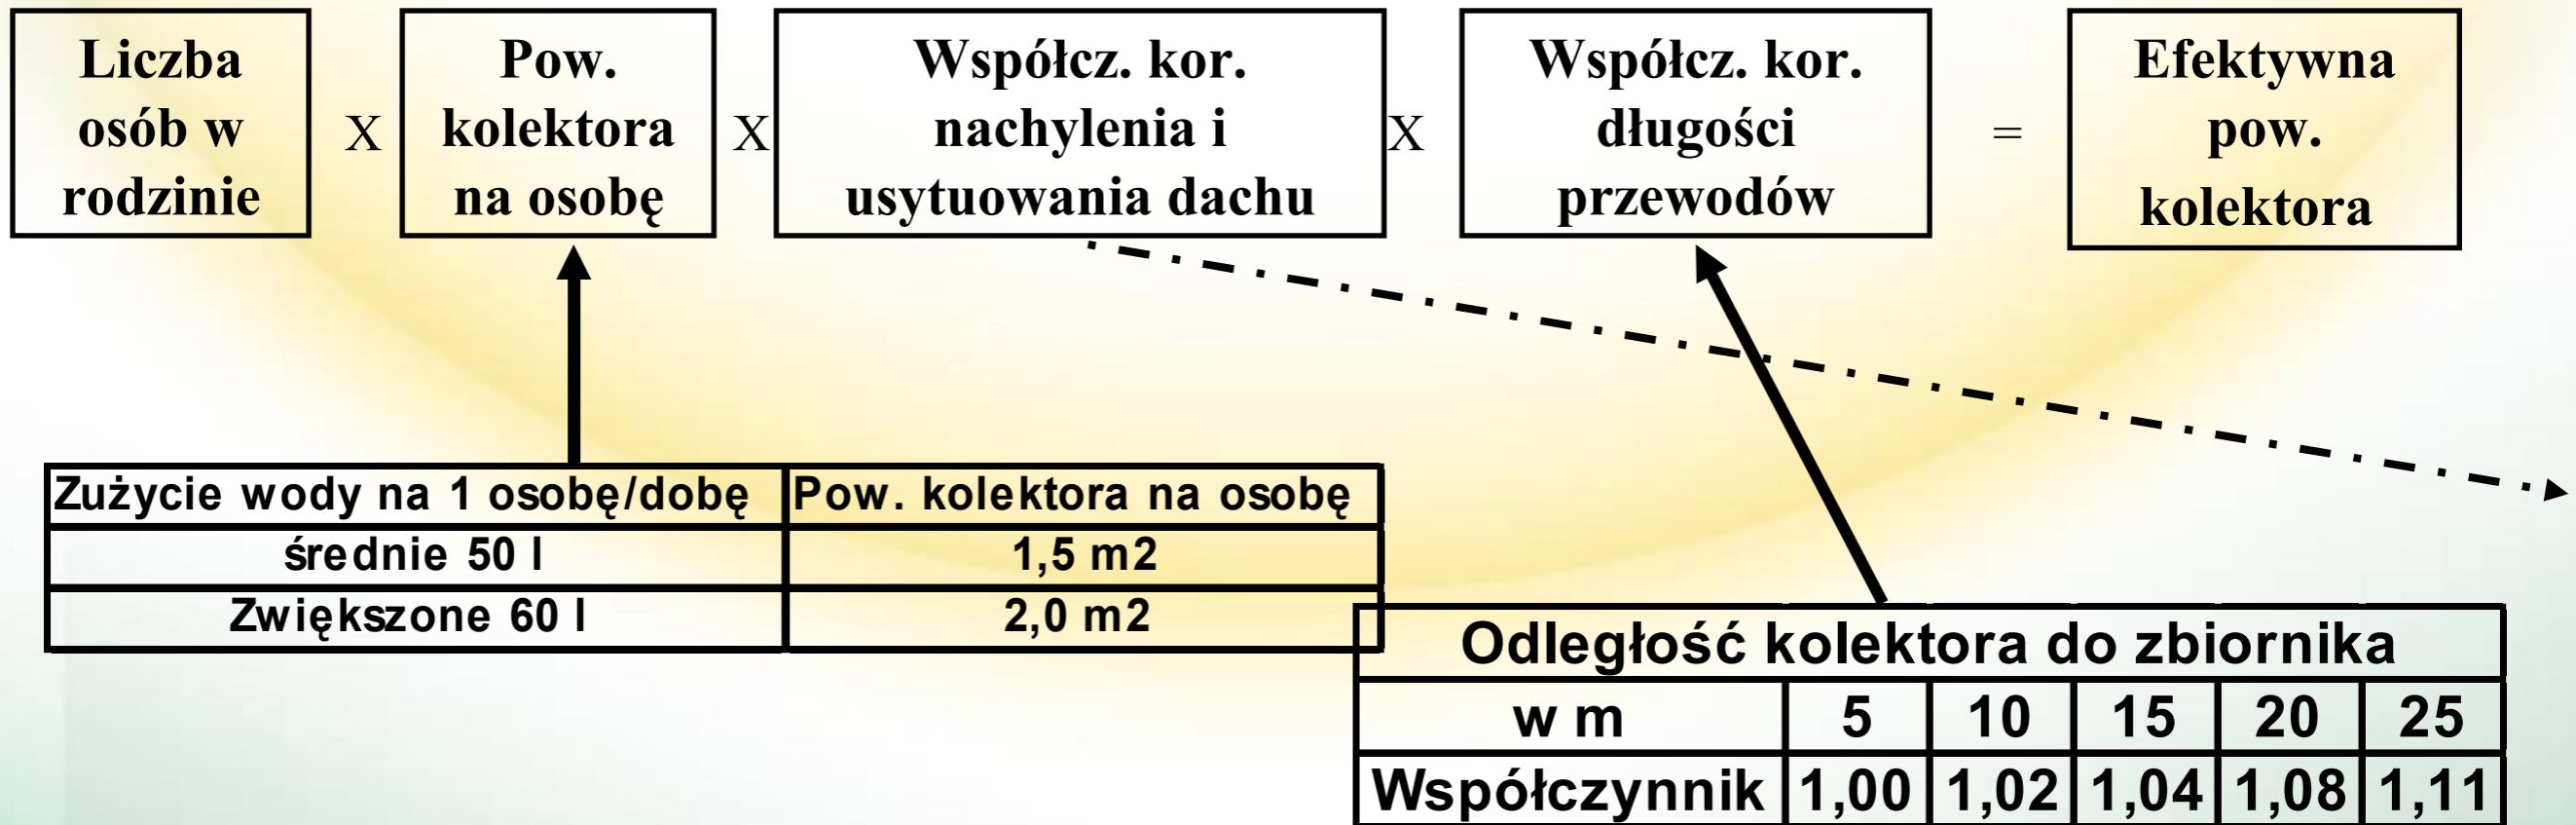 Liczba
osób w
rodzinie
X
Pow.
kolektora
na osobę
X
Współcz. kor.
nachylenia i
usytuowania dachu
X
Współcz. kor.
długości
przewodów
=
Efektywna
pow.
kolektora
Zużycie wody na 1 osobę/dobę Pow. kolektora na osobę
średnie 50 l 1,5 m2
Zwiększone 60 l 2,0 m2
Odległość kolektora do zbiornika
w m 5 10 15 20 25
Współczynnik 1,00 1,02 1,04 1,08 1,11